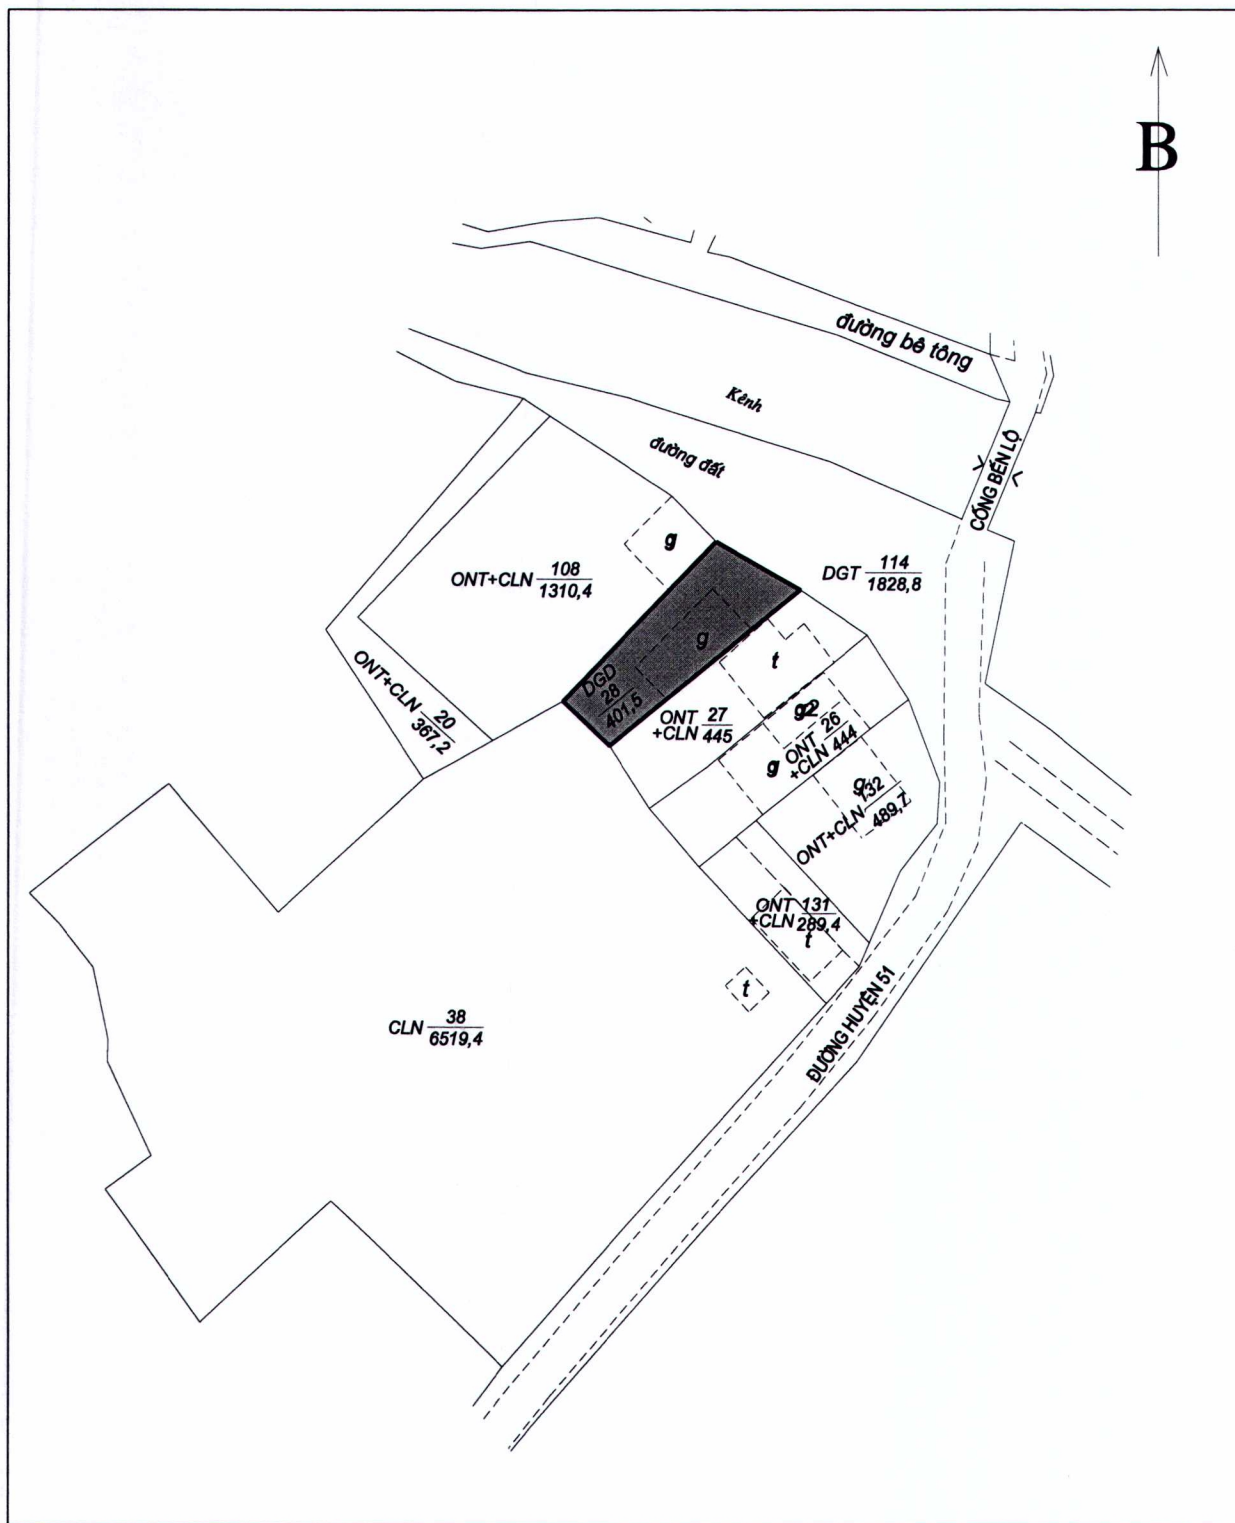 B
đường bê tông
Kênh
đường đất
CỐNG BẾN LỘ
g
ONT+CLN 108
1310,4
DGT 114
1828,8
g
t
DGD
28
401,5
ONT+CLN 20
367,2
ONT 27
+CLN 445
g2
ONT 26
+CLN 444
g
g
ONT+CLN 132
489,7
ONT 131
+CLN 289,4
t
t
CLN 38
6519,4
ĐƯỜNG HUYỆN 51